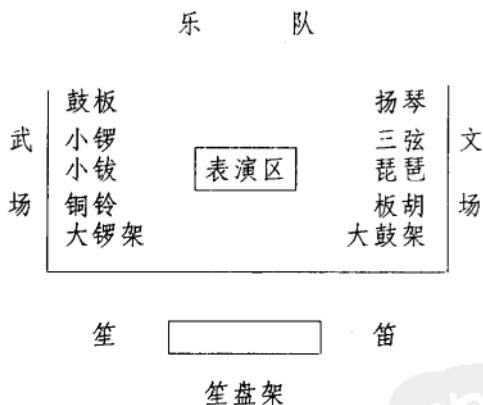 乐 队
鼓板 扬琴
武 小锣 三弦 文
小钹 表演区 琵琶
场 铜铃 板胡 场
大锣架 大鼓架
笙 笛
笙盘架